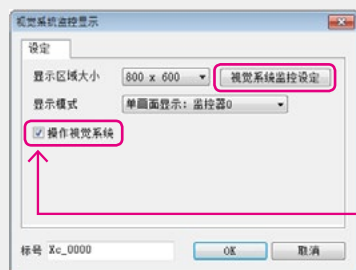 视觉系统监控显示
设定
显示区域大小 800 x 600 视觉系统监控设定
显示模式 单画面显示: 监控器0
操作视觉系统
标号 Xc_0000 OK 取消